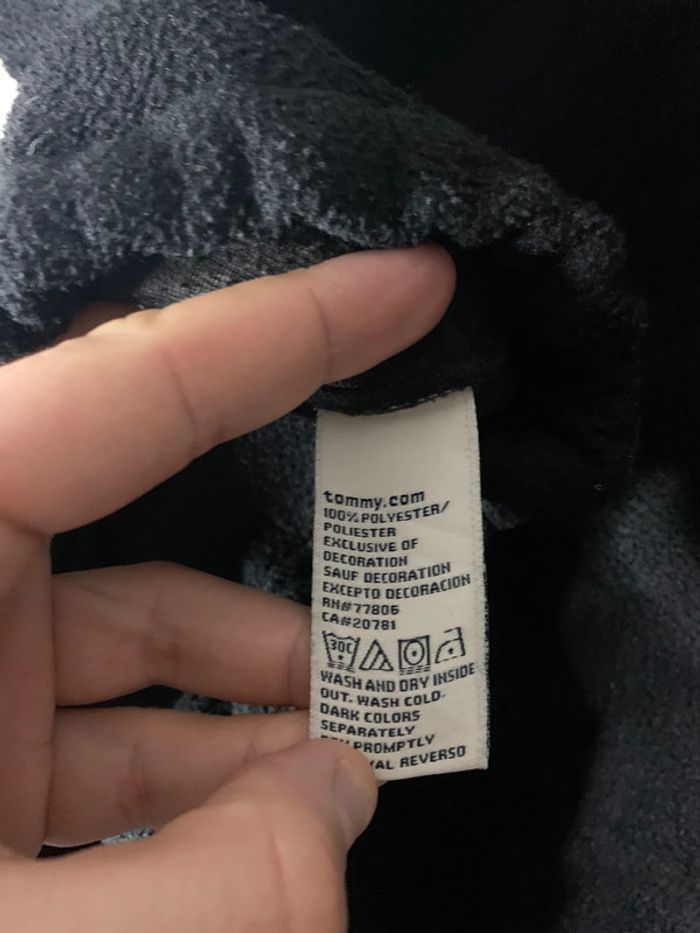 tommy.com
100% POLYESTER/
POLIESTER
EXCLUSIVE OF
DECORATION
SAUF DECORATION
EXCEPTO DECORACION
RN#77806
CA#20781
30C
WASH AND DRY INSIDE
OUT. WASH COLD.
DARK COLORS
SEPARATELY
PROMPTLY
REVERSO